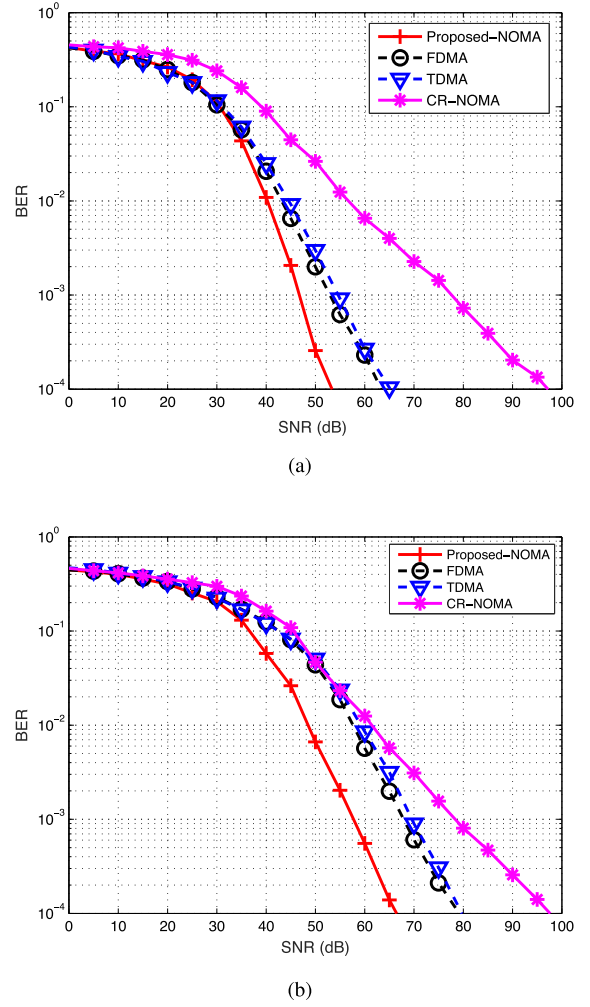 10^0
10^-1
10^-2
10^-3
10^-4
BER
Proposed-NOMA
FDMA
TDMA
CR-NOMA
0 10 20 30 40 50 60 70 80 90 100
SNR (dB)
(a)
10^0
10^-1
10^-2
10^-3
10^-4
BER
Proposed-NOMA
FDMA
TDMA
CR-NOMA
0 10 20 30 40 50 60 70 80 90 100
SNR (dB)
(b)